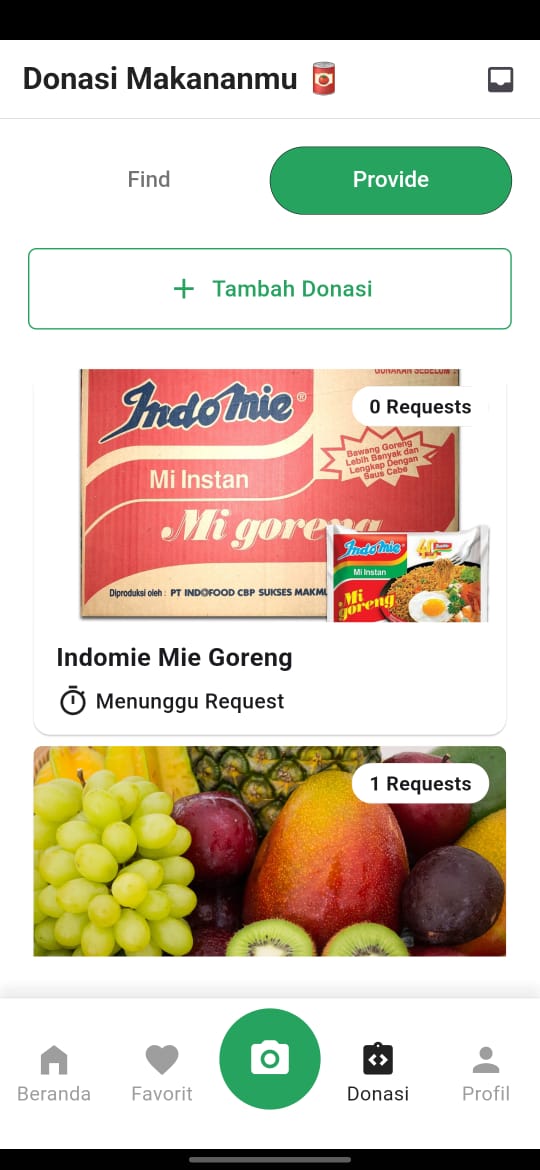 Donasi Makananmu
Find
Provide
+ Tambah Donasi
GUNAKAN SEBELUM :
0 Requests
Indomie®
Bawang Goreng
Lebih Banyak dan
Lengkap Dengan
Saus Cabe
Mi Instan
Mi goreng
Indomie
Mi Instan
Mi
goreng
Diproduksi oleh : PT INDOFOOD CBP SUKSES MAKMU
Indomie Mie Goreng
Menunggu Request
1 Requests
Beranda
Favorit
Donasi
Profil